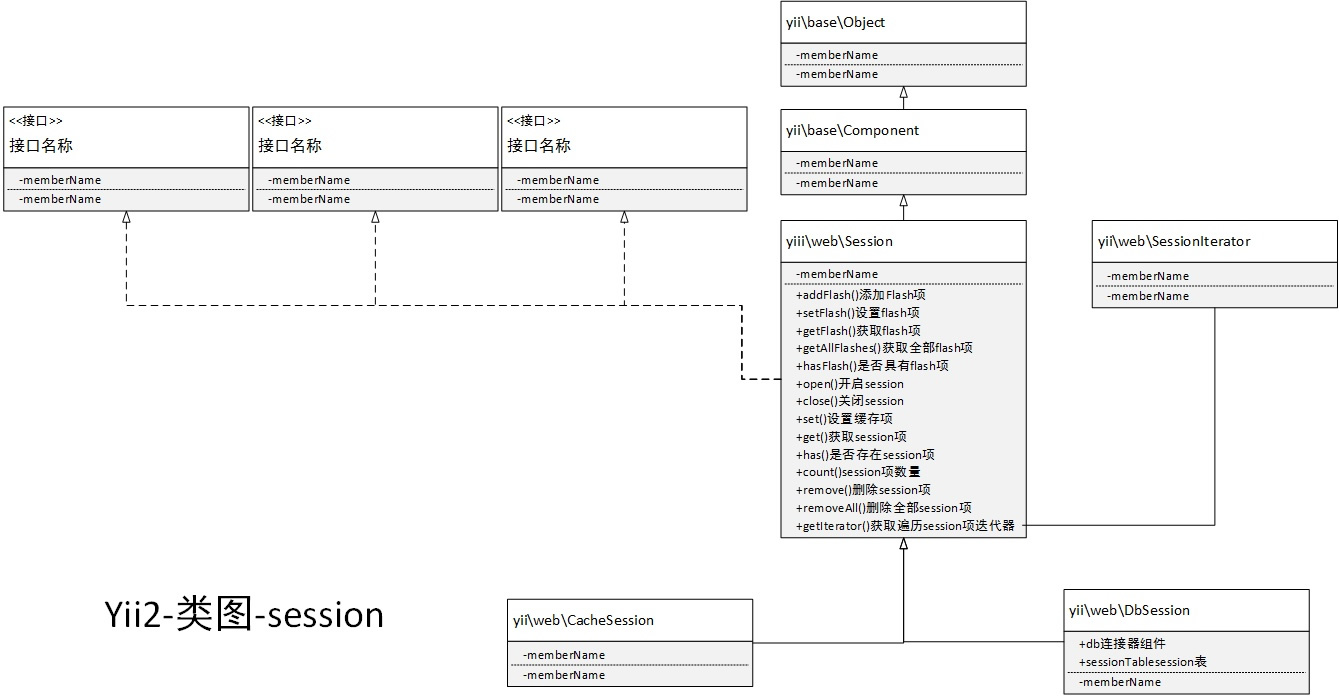 yii\base\Object
-memberName
-memberName
<<接口>>
接口名称
-memberName
-memberName
<<接口>>
接口名称
-memberName
-memberName
<<接口>>
接口名称
-memberName
-memberName
yii\base\Component
-memberName
-memberName
yiii\web\Session
-memberName
+addFlash()添加Flash项
+setFlash()设置flash项
+getFlash()获取flash项
+getAllFlashes()获取全部flash项
+hasFlash()是否具有flash项
+open()开启session
+close()关闭session
+set()设置缓存项
+get()获取session项
+has()是否存在session项
+count()session项数量
+remove()删除session项
+removeAll()删除全部session项
+getIterator()获取遍历session项迭代器
yii\web\SessionIterator
-memberName
-memberName
Yii2-类图-session
yii\web\CacheSession
-memberName
-memberName
yii\web\DbSession
+db连接器组件
+sessionTablesession表
-memberName